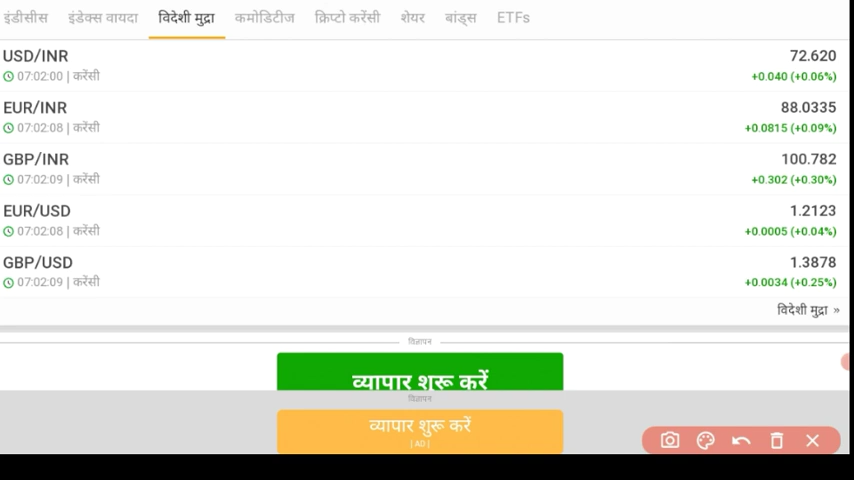 इंडीसीस इंडेक्स वायदा विदेशी मुद्रा कमोडिटीज क्रिप्टो करेंसी शेयर बांड्स ETFs
USD/INR 72.620
07:02:00 | करेंसी +0.040 (+0.06%)
EUR/INR 88.0335
07:02:08 | करेंसी +0.0815 (+0.09%)
GBP/INR 100.782
07:02:09 | करेंसी +0.302 (+0.30%)
EUR/USD 1.2123
07:02:08 | करेंसी +0.0005 (+0.04%)
GBP/USD 1.3878
07:02:09 | करेंसी +0.0034 (+0.25%)
विदेशी मुद्रा »
विज्ञापन
व्यापार शुरू करें
विज्ञापन
व्यापार शुरू करें
[ AD ]